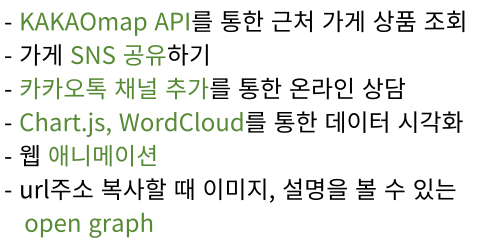 - KAKAOmap API를 통한 근처 가게 상품 조회
- 가게 SNS 공유하기
- 카카오톡 채널 추가를 통한 온라인 상담
- Chart.js, WordCloud를 통한 데이터 시각화
- 웹 애니메이션
- url주소 복사할 때 이미지, 설명을 볼 수 있는
open graph